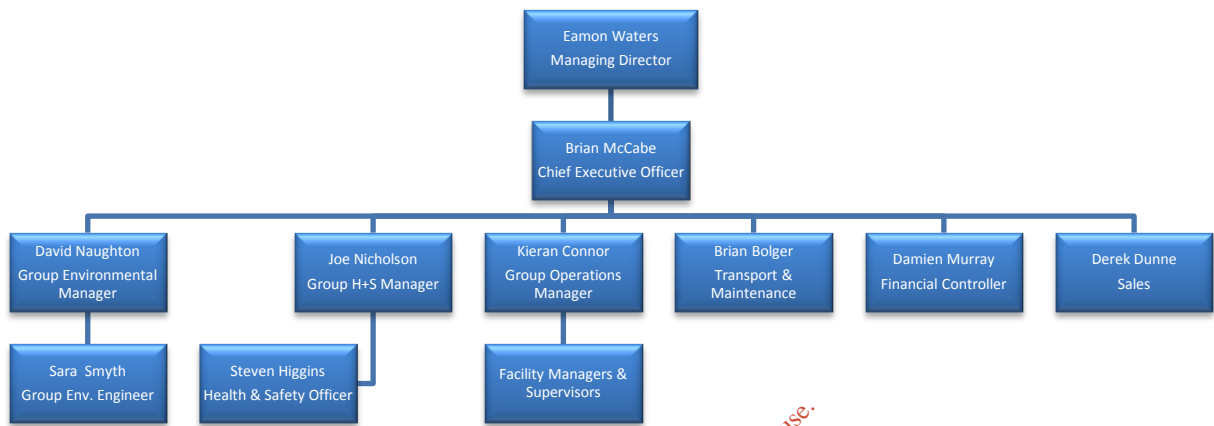 Eamon Waters
Managing Director
Brian McCabe
Chief Executive Officer
David Naughton
Group Environmental
Manager
Joe Nicholson
Group H+S Manager
Kieran Connor
Group Operations
Manager
Brian Bolger
Transport &
Maintenance
Damien Murray
Financial Controller
Derek Dunne
Sales
Sara Smyth
Group Env. Engineer
Steven Higgins
Health & Safety Officer
Facility Managers &
Supervisors
use.